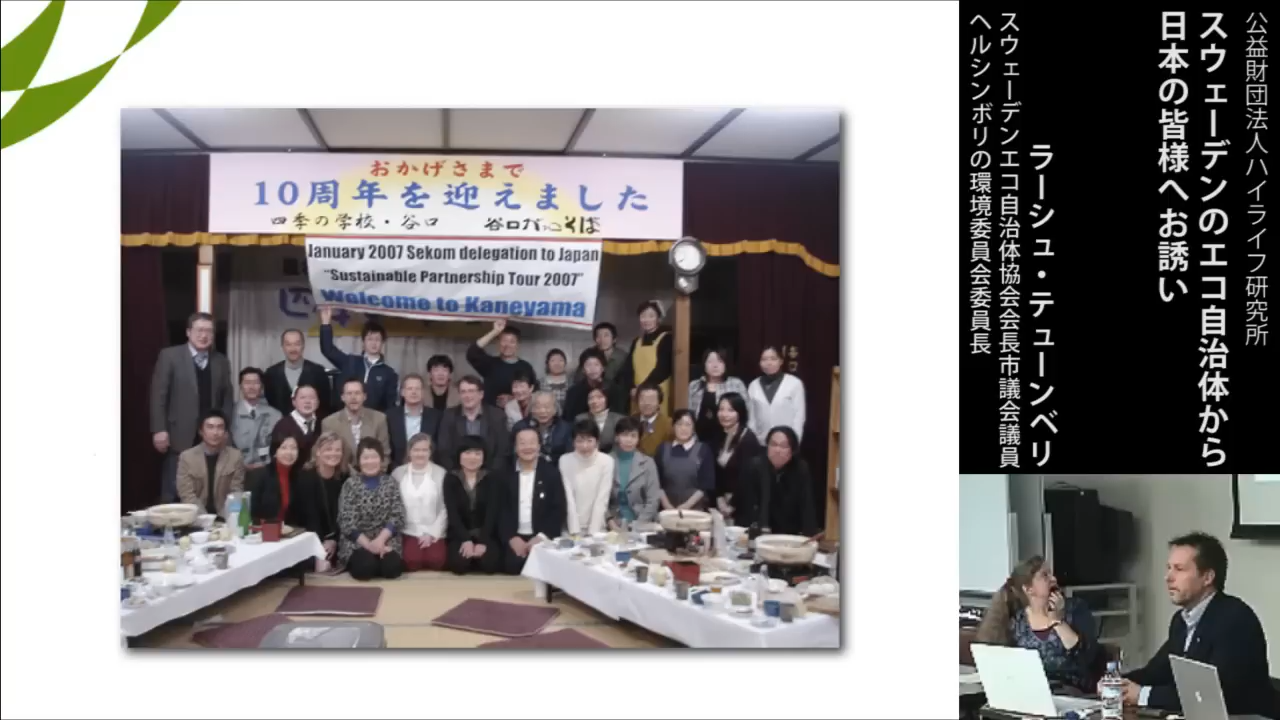 おかげさまで
10周年を迎えました
四季の学校・谷口 谷口がっこそば
January 2007 Sekom delegation to Japan
"Sustainable Partnership Tour 2007"
Welcome to Kaneyama
公益財団法人ハイライフ研究所
スウェーデンのエコ自治体から
日本の皆様へお誘い
ラーシュ・テューンベリ
スウェーデンエコ自治体協会会長市議会議員
ヘルシンボリの環境委員会委員長